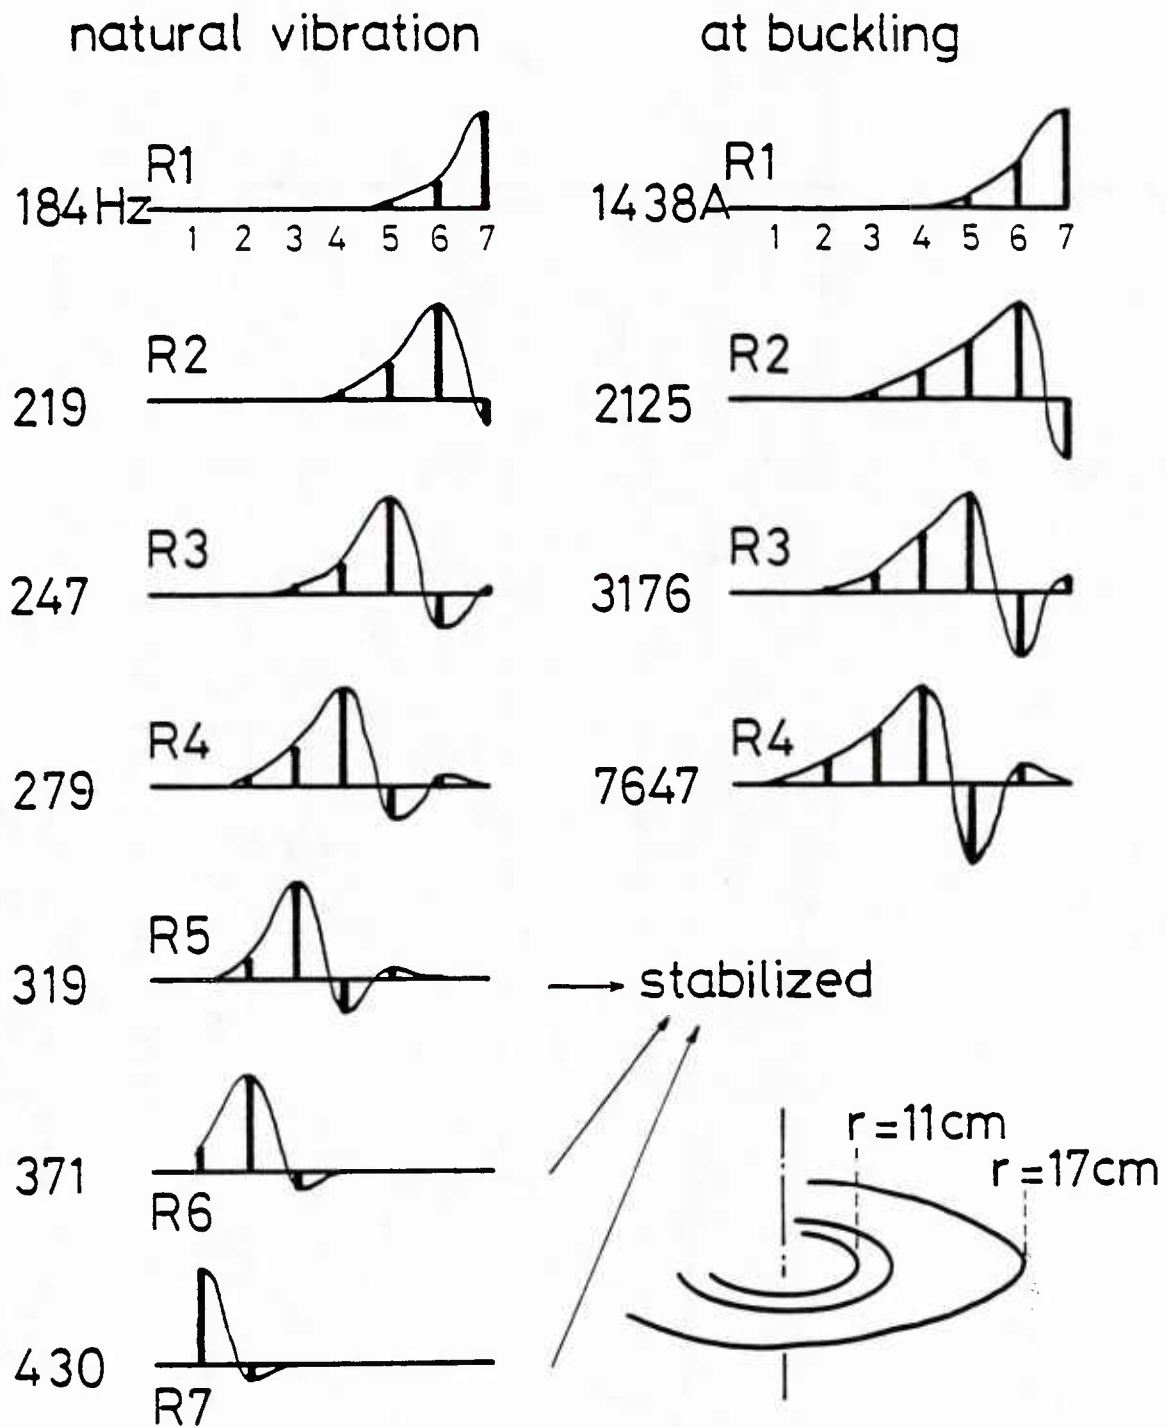 natural vibration
at buckling
R1
184 Hz
1 2 3 4 5 6 7
R1
1438A
1 2 3 4 5 6 7
R2
219
R2
2125
R3
247
R3
3176
R4
279
R4
7647
R5
319
stabilized
371
R6
r=11cm
r=17cm
430
R7